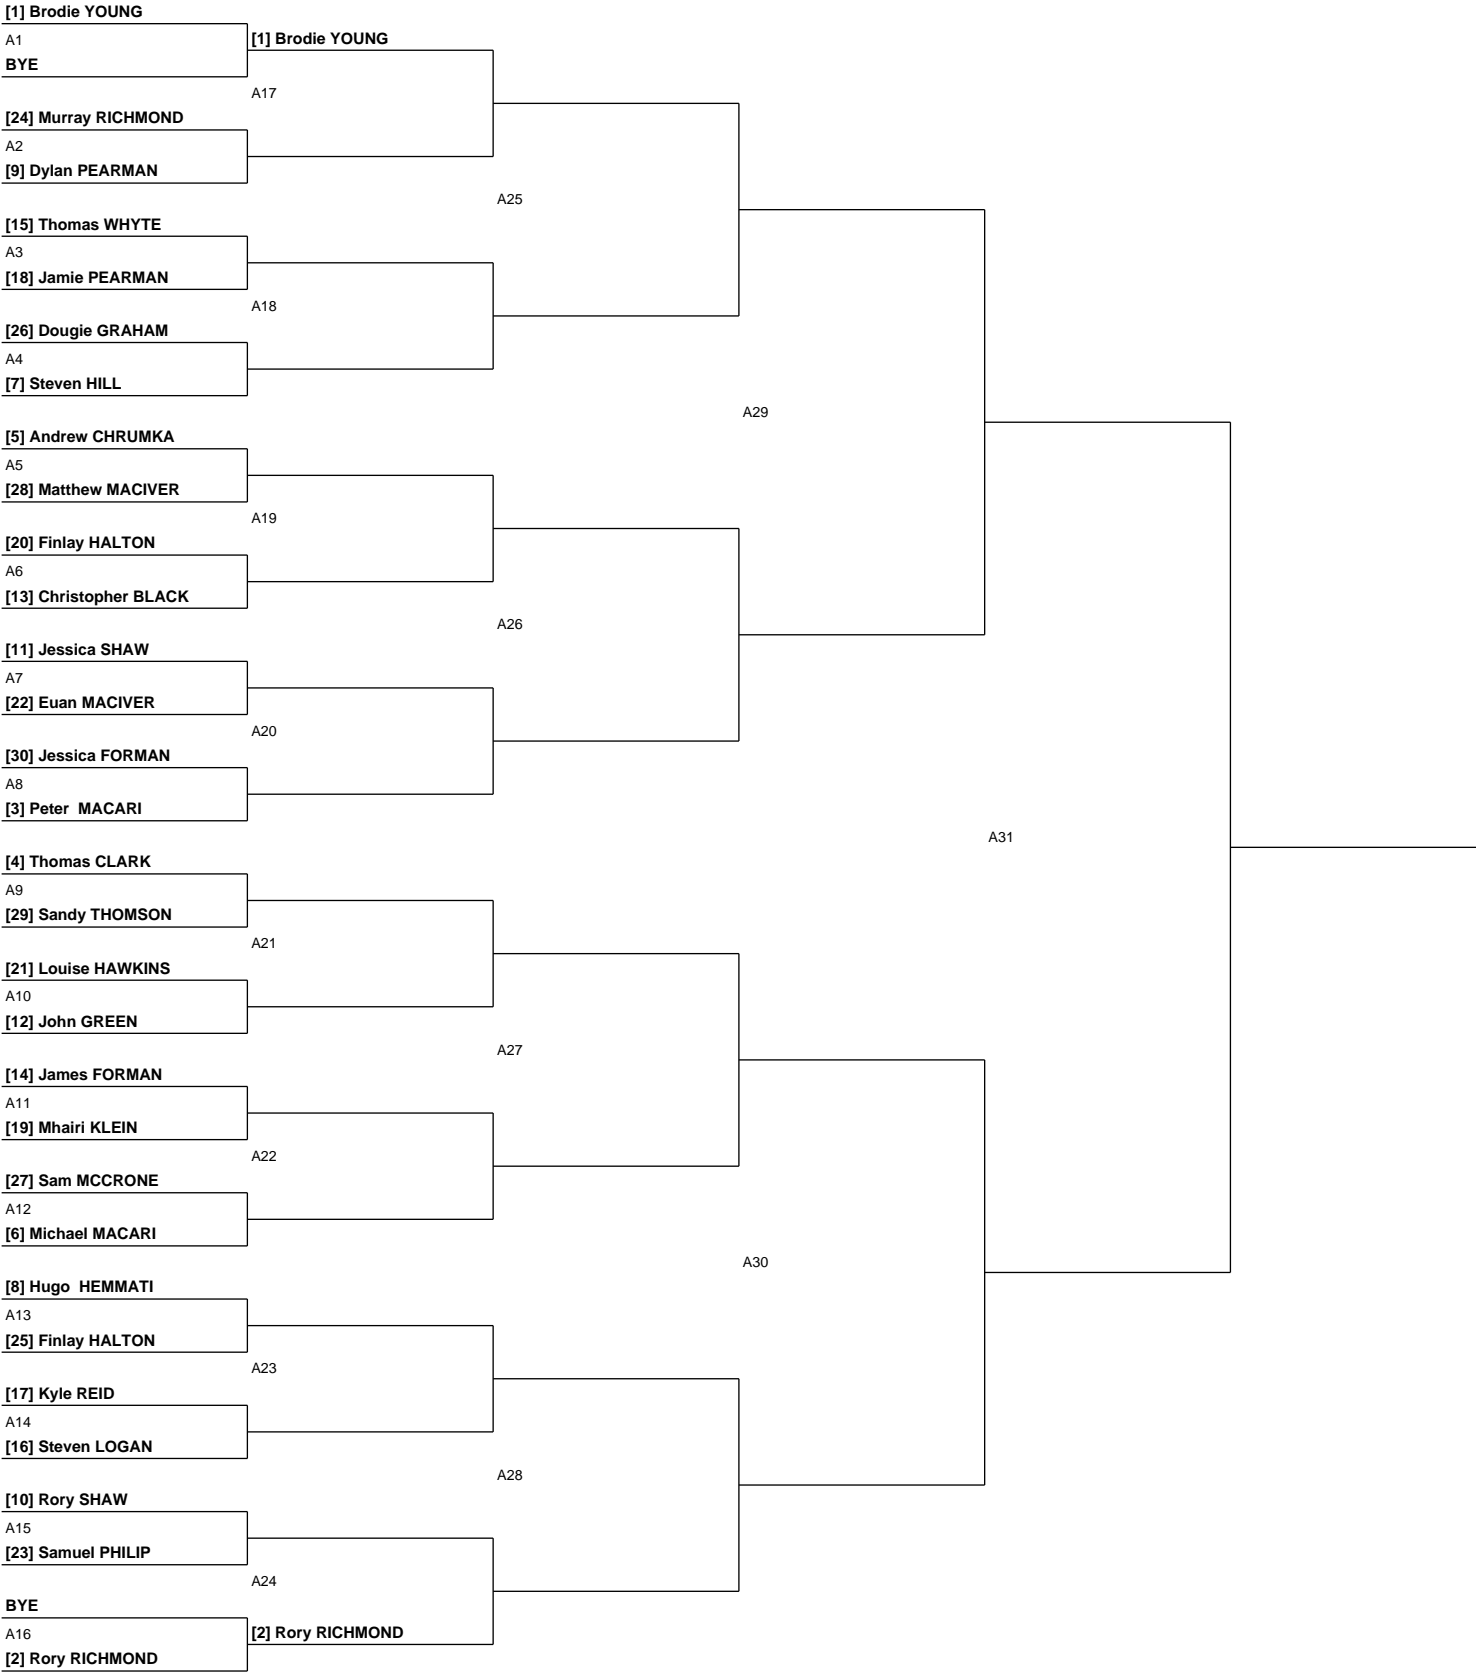 [1] Brodie YOUNG
A1
[1] Brodie YOUNG
BYE
A17
[24] Murray RICHMOND
A2
[9] Dylan PEARMAN
A25
[15] Thomas WHYTE
A3
[18] Jamie PEARMAN
A18
[26] Dougie GRAHAM
A4
[7] Steven HILL
A29
[5] Andrew CHRUMKA
A5
[28] Matthew MACIVER
A19
[20] Finlay HALTON
A6
[13] Christopher BLACK
A26
[11] Jessica SHAW
A7
[22] Euan MACIVER
A20
[30] Jessica FORMAN
A8
[3] Peter  MACARI
A31
[4] Thomas CLARK
A9
[29] Sandy THOMSON
A21
[21] Louise HAWKINS
A10
[12] John GREEN
A27
[14] James FORMAN
A11
[19] Mhairi KLEIN
A22
[27] Sam MCCRONE
A12
[6] Michael MACARI
A30
[8] Hugo  HEMMATI
A13
[25] Finlay HALTON
A23
[17] Kyle REID
A14
[16] Steven LOGAN
A28
[10] Rory SHAW
A15
[23] Samuel PHILIP
A24
BYE
A16
[2] Rory RICHMOND
[2] Rory RICHMOND